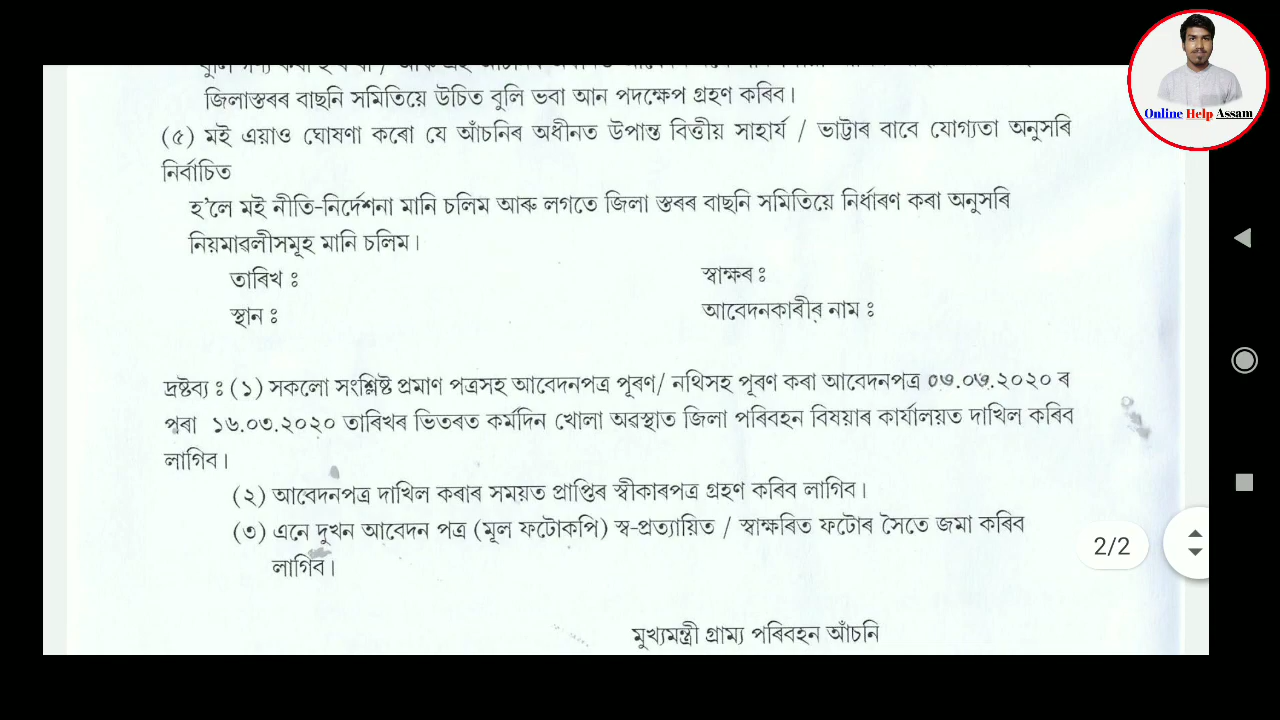 Online Help Assam
জিলাস্তৰৰ বাছনি সমিতিয়ে উচিত বুলি ভবা আন পদক্ষেপ গ্ৰহণ কৰিব।
(৫) মই এয়াও ঘোষণা কৰো যে আঁচনিৰ অধীনত উপান্ত বিত্তীয় সাহাৰ্য / ভাট্টাৰ বাবে যোগ্যতা অনুসৰি
নিৰ্বাচিত
হ'লে মই নীতি-নিৰ্দেশনা মানি চলিম আৰু লগতে জিলা স্তৰৰ বাছনি সমিতিয়ে নিৰ্ধাৰণ কৰা অনুসৰি
নিয়মাৱলীসমূহ মানি চলিম।
তাৰিখ ঃ
স্বাক্ষৰ ঃ
স্থান ঃ
আবেদনকাৰীৰ নাম ঃ
দ্ৰষ্টব্য ঃ (১) সকলো সংশ্লিষ্ট প্ৰমাণ পত্ৰসহ আবেদনপত্ৰ পূৰণ/ নথিসহ পূৰণ কৰা আবেদনপত্ৰ ২০২০ ৰ
পৰা ১৬.০৩.২০২০ তাৰিখৰ ভিতৰত কৰ্মদিন খোলা অৱস্থাত জিলা পৰিবহন বিষয়াৰ কাৰ্যালয়ত দাখিল কৰিব
লাগিব।
(২) আবেদনপত্ৰ দাখিল কৰাৰ সময়ত প্ৰাপ্তিৰ স্বীকাৰপত্ৰ গ্ৰহণ কৰিব লাগিব।
(৩) এনে দুখন আবেদন পত্ৰ (মূল ফটোকপি) স্ব-প্ৰত্যায়িত / স্বাক্ষৰিত ফটোৰ সৈতে জমা কৰিব
লাগিব।
2/2
মুখ্যমন্ত্ৰী গ্ৰাম্য পৰিবহন আঁচনি